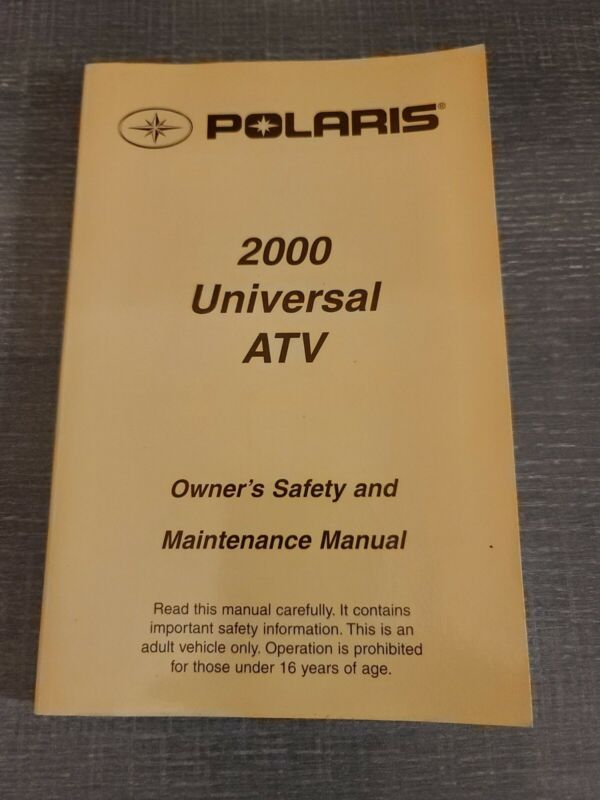 POLARIS®
2000
Universal
ATV
Owner's Safety and
Maintenance Manual
Read this manual carefully. It contains
important safety information. This is an
adult vehicle only. Operation is prohibited
for those under 16 years of age.